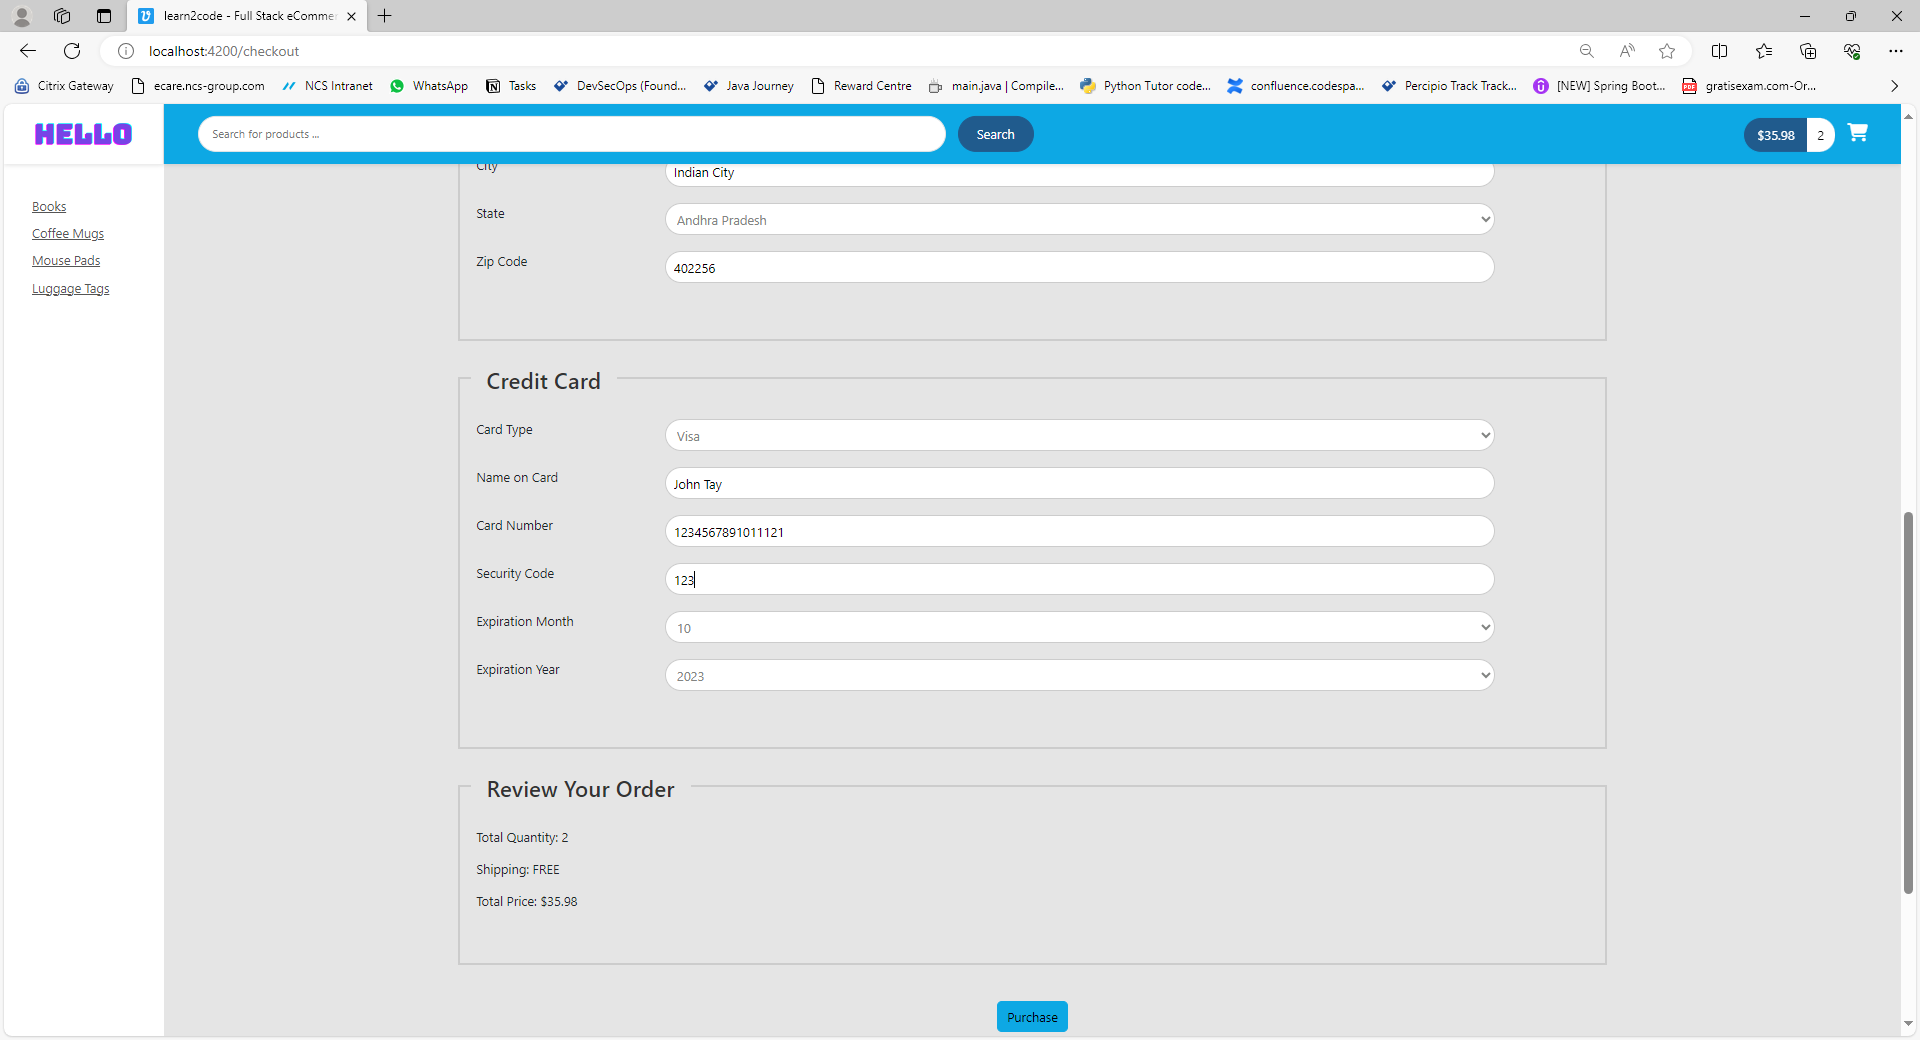 learn2code - Full Stack eComme
localhost:4200/checkout
Citrix Gateway ecare.ncs-group.com NCS Intranet WhatsApp Tasks DevSecOps (Found... Java Journey Reward Centre main.java | Compile... Python Tutor code... confluence.codespa... Percipio Track Track... [NEW] Spring Boot... gratisexam.com-Or...
HELLO
Search for products ...
Search
$35.98 2
Books
Coffee Mugs
Mouse Pads
Luggage Tags
City Indian City
State Andhra Pradesh
Zip Code 402256
Credit Card
Card Type Visa
Name on Card John Tay
Card Number 1234567891011121
Security Code 123
Expiration Month 10
Expiration Year 2023
Review Your Order
Total Quantity: 2
Shipping: FREE
Total Price: $35.98
Purchase